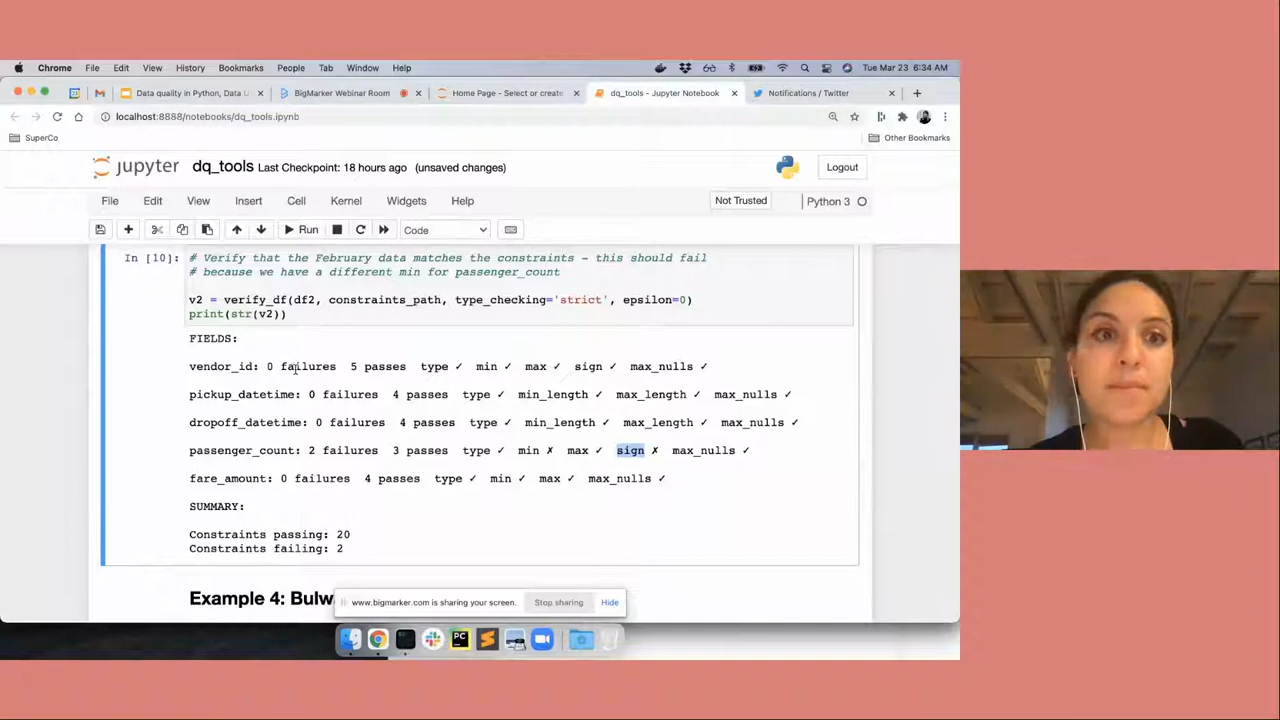 Chrome File Edit View History Bookmarks People Tab Window Help Tue Mar 23 6:34 AM
Data quality in Python, Data U BigMarker Webinar Room Home Page - Select or create dq_tools - Jupyter Notebook Notifications / Twitter
localhost:8888/notebooks/dq_tools.ipynb
SuperCo Other Bookmarks
jupyter dq_tools Last Checkpoint: 18 hours ago (unsaved changes) Logout
File Edit View Insert Cell Kernel Widgets Help Not Trusted Python 3
Run Code
In [10]: # Verify that the February data matches the constraints - this should fail
# because we have a different min for passenger_count
v2 = verify_df(df2, constraints_path, type_checking='strict', epsilon=0)
print(str(v2))
FIELDS:
vendor_id: 0 failures 5 passes type ✓ min ✓ max ✓ sign ✓ max_nulls ✓
pickup_datetime: 0 failures 4 passes type ✓ min_length ✓ max_length ✓ max_nulls ✓
dropoff_datetime: 0 failures 4 passes type ✓ min_length ✓ max_length ✓ max_nulls ✓
passenger_count: 2 failures 3 passes type ✓ min ✗ max ✓ sign ✗ max_nulls ✓
fare_amount: 0 failures 4 passes type ✓ min ✓ max ✓ max_nulls ✓
SUMMARY:
Constraints passing: 20
Constraints failing: 2
Example 4: Bulw
www.bigmarker.com is sharing your screen. Stop sharing Hide
PC